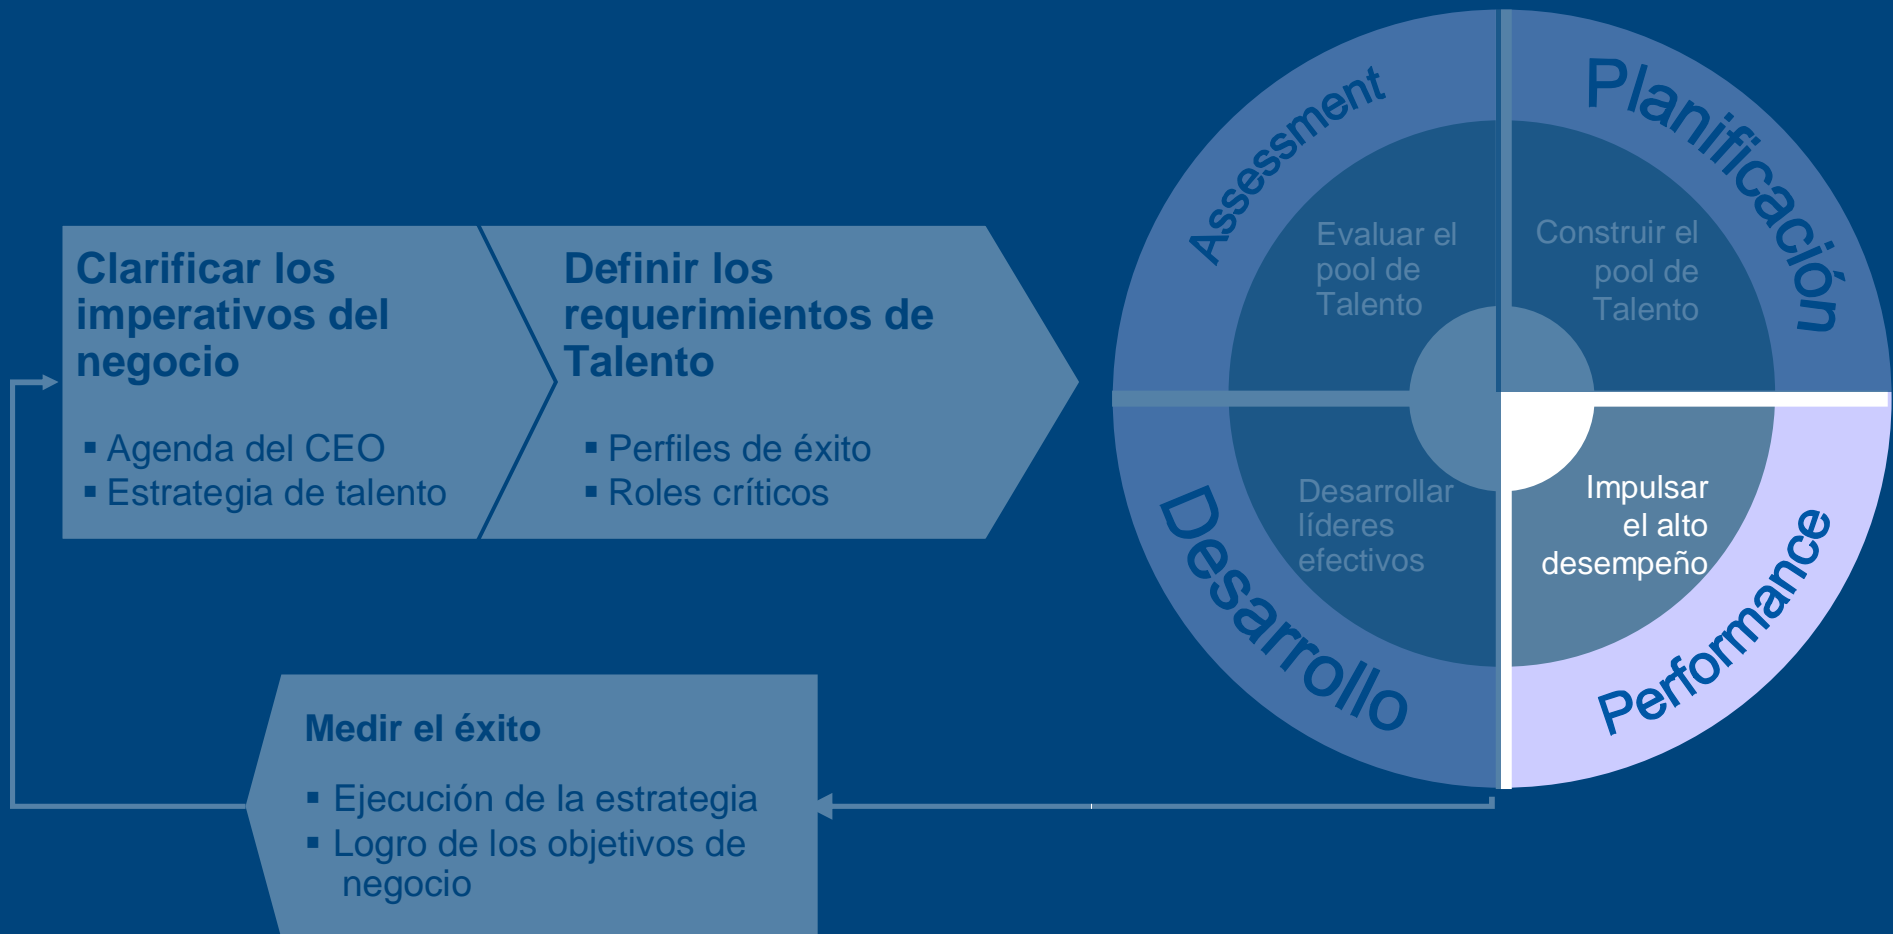 Clarificar los
imperativos del
negocio
▪ Agenda del CEO
▪ Estrategia de talento
Definir los
requerimientos de
Talento
▪ Perfiles de éxito
▪ Roles críticos
Assessment
Evaluar el
pool de
Talento
Planificación
Construir el
pool de
Talento
Desarrollo
Desarrollar
líderes
efectivos
Performance
Impulsar
el alto
desempeño
Medir el éxito
▪ Ejecución de la estrategia
▪ Logro de los objetivos de
negocio